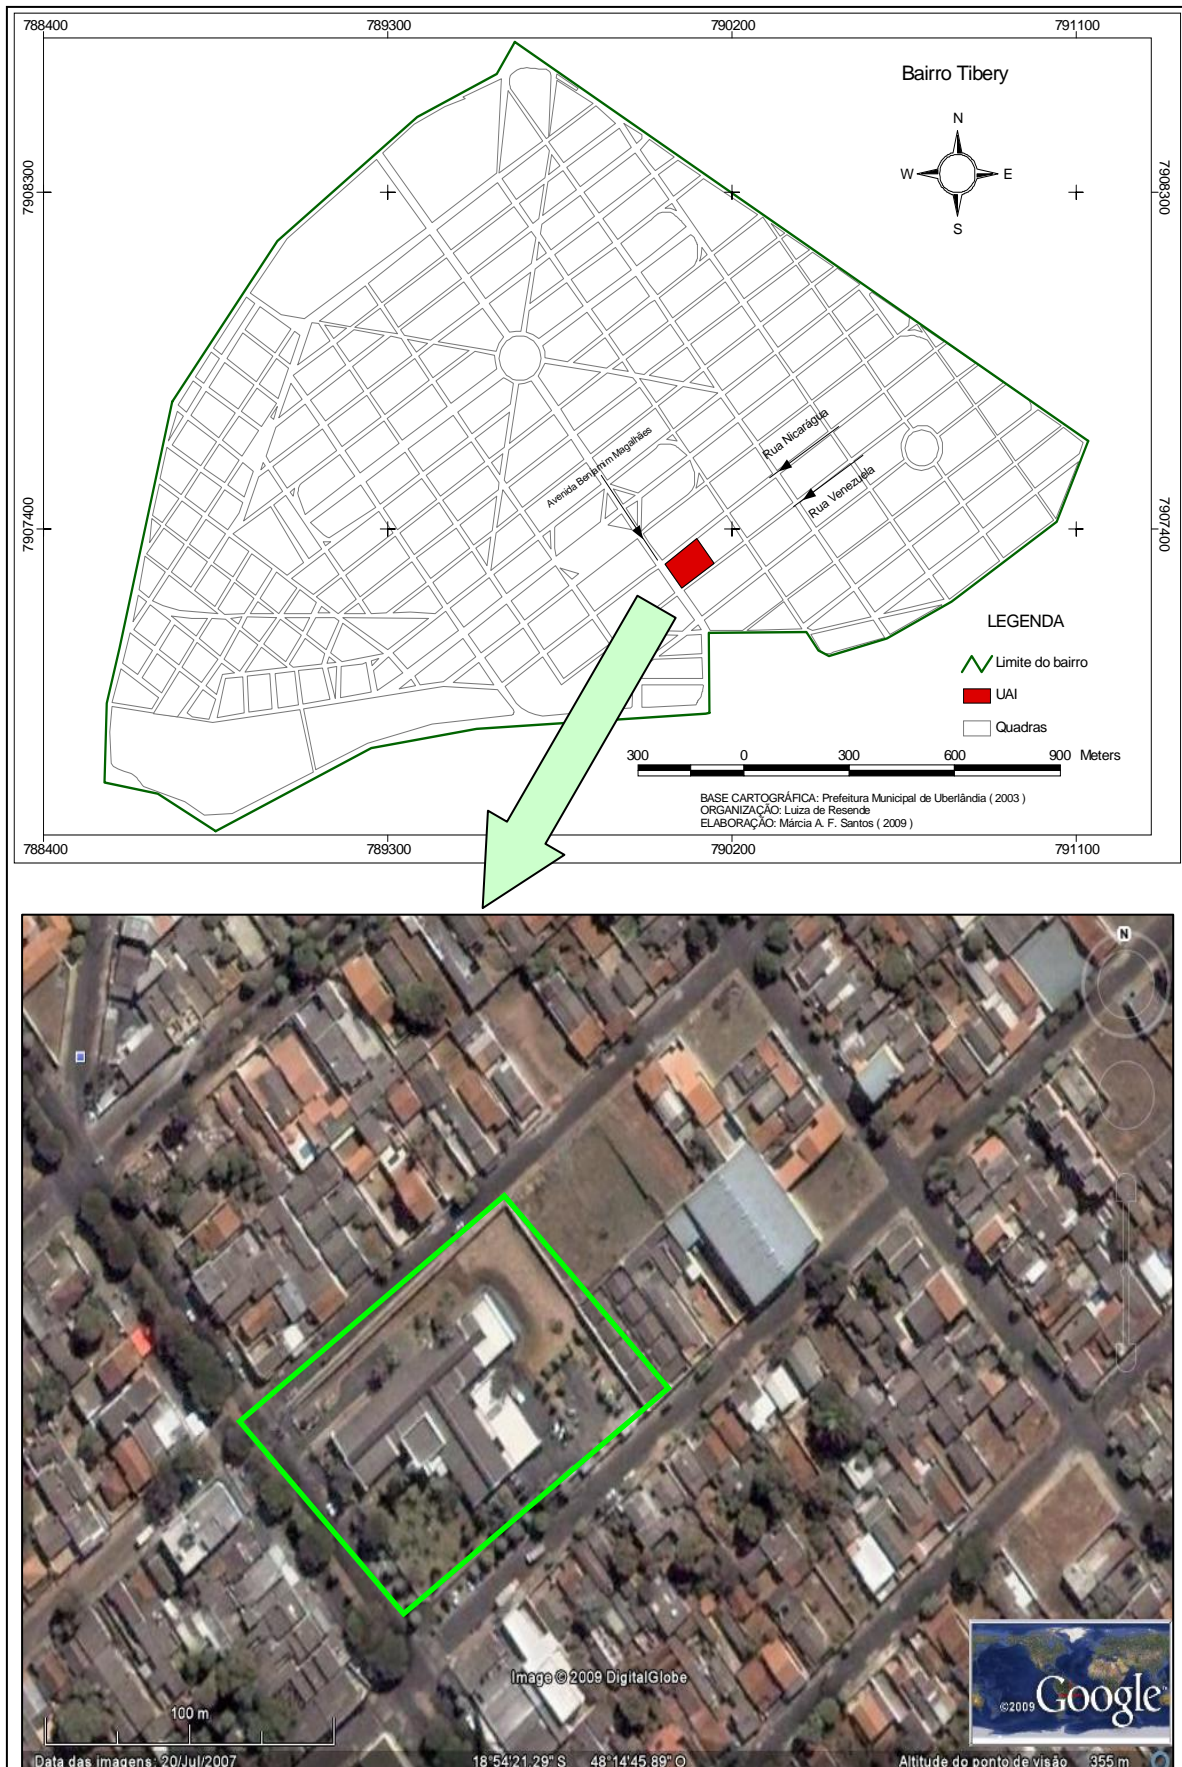 788400 789300 790200 791100
Bairro Tibery
N
W E
S
7908300 7908300
Rua Nicarágua
Avenida Benjamim Magalhães
Rua Venezuela
7907400 7907400
LEGENDA
Limite do bairro
UAI
Quadras
300 0 300 600 900 Meters
BASE CARTOGRÁFICA: Prefeitura Municipal de Uberlândia ( 2003 )
ORGANIZAÇÃO: Luiza de Resende
ELABORAÇÃO: Márcia A. F. Santos ( 2009 )
788400 789300 790200 791100
N
Image © 2009 DigitalGlobe
©2009 Google
100 m
Data das imagens: 20/Jul/2007 18°54'21.29" S 48°14'45.89" O Altitude do ponto de visão 355 m